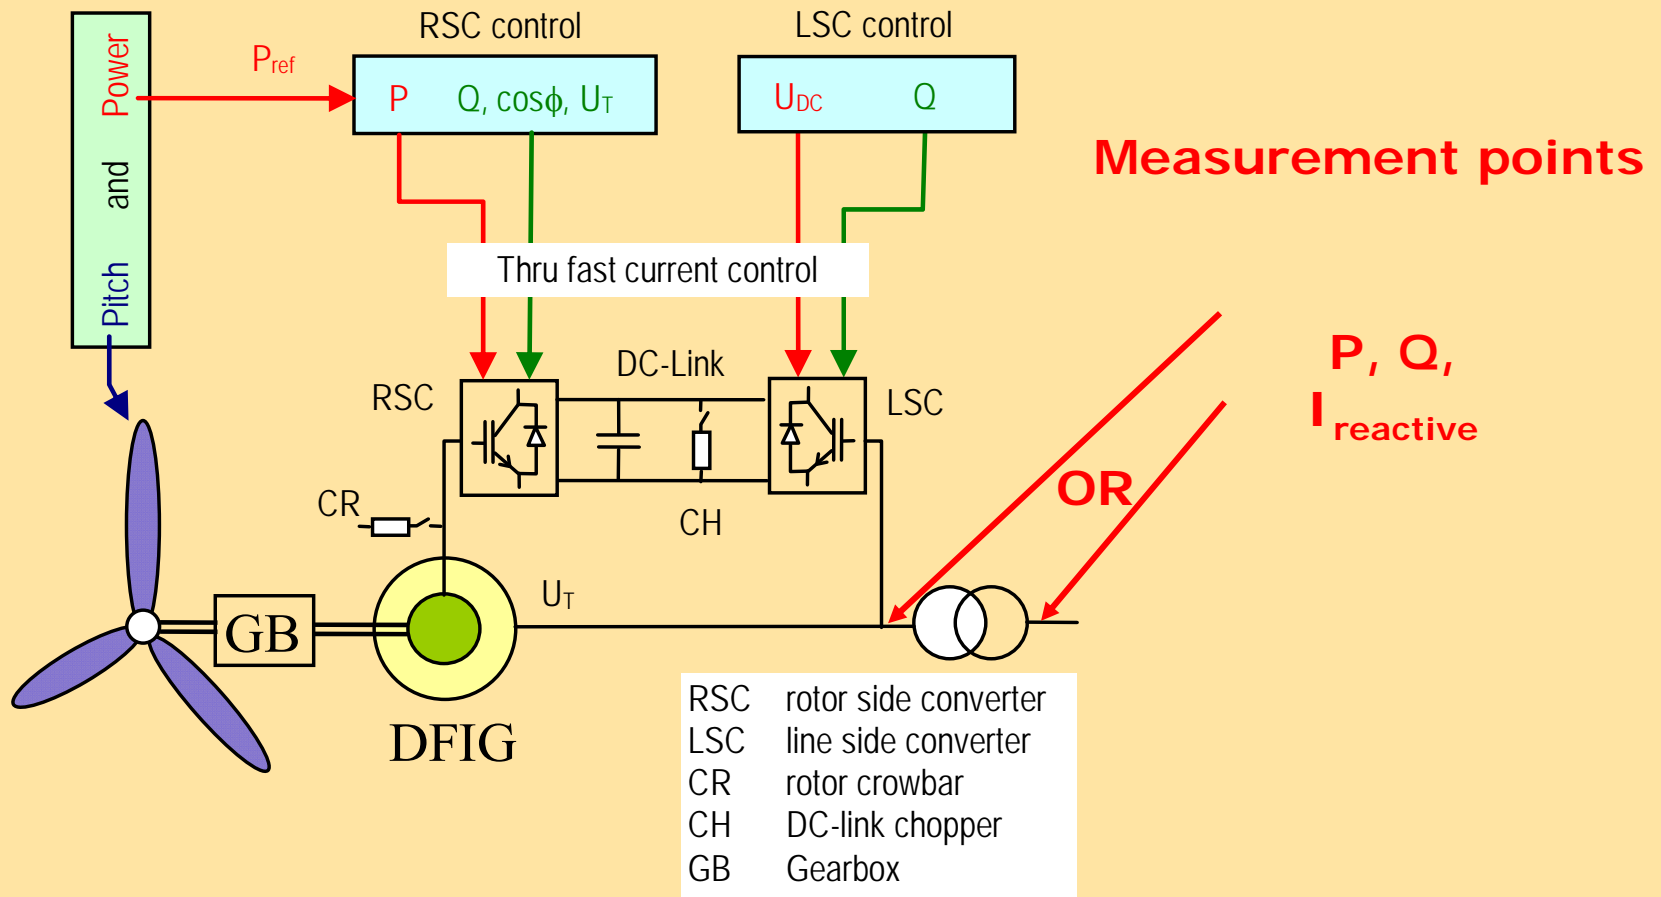 RSC control
LSC control
Pitch and Power
Pref
P Q, cosϕ, UT
UDC Q
Measurement points
Thru fast current control
DC-Link
RSC
LSC
P, Q,
I reactive
OR
CR
CH
UT
GB
DFIG
RSC rotor side converter
LSC line side converter
CR rotor crowbar
CH DC-link chopper
GB Gearbox